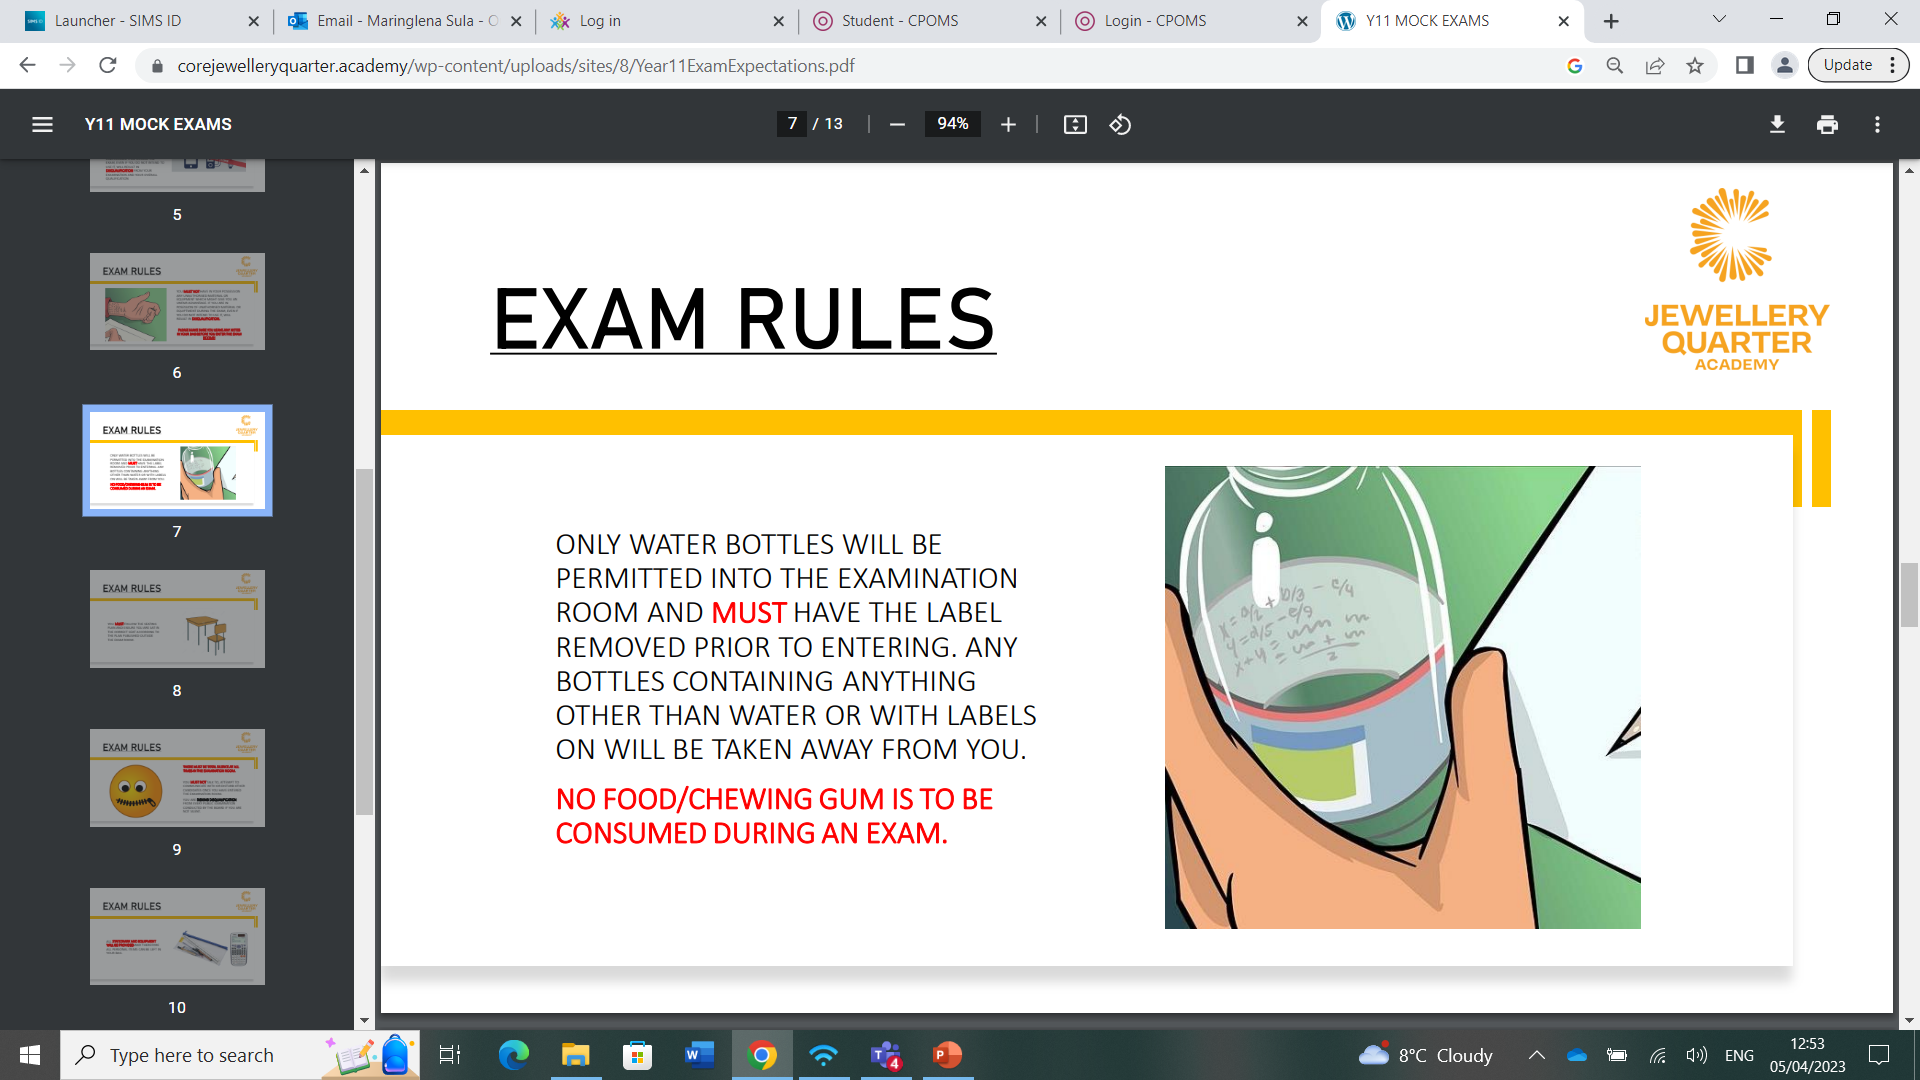 Launcher - SIMS ID
Email - Maringlena Sula - O
Log in
Student - CPOMS
Login - CPOMS
Y11 MOCK EXAMS
corejewelleryquarter.academy/wp-content/uploads/sites/8/Year11ExamExpectations.pdf
Update
Y11 MOCK EXAMS
7 / 13
94%
5
EXAM RULES
6
EXAM RULES
7
EXAM RULES
8
EXAM RULES
9
EXAM RULES
10
EXAM RULES
JEWELLERY
QUARTER
ACADEMY
ONLY WATER BOTTLES WILL BE
PERMITTED INTO THE EXAMINATION
ROOM AND MUST HAVE THE LABEL
REMOVED PRIOR TO ENTERING. ANY
BOTTLES CONTAINING ANYTHING
OTHER THAN WATER OR WITH LABELS
ON WILL BE TAKEN AWAY FROM YOU.
NO FOOD/CHEWING GUM IS TO BE
CONSUMED DURING AN EXAM.
Type here to search
4
8°C Cloudy
ENG
12:53
05/04/2023